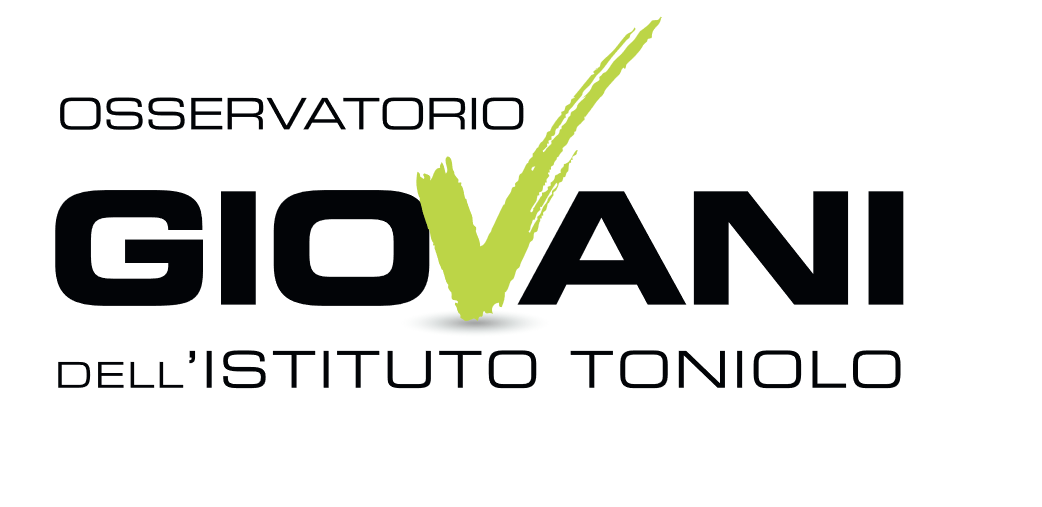 OSSERVATORIO
GIOVANI
DELL'ISTITUTO TONIOLO